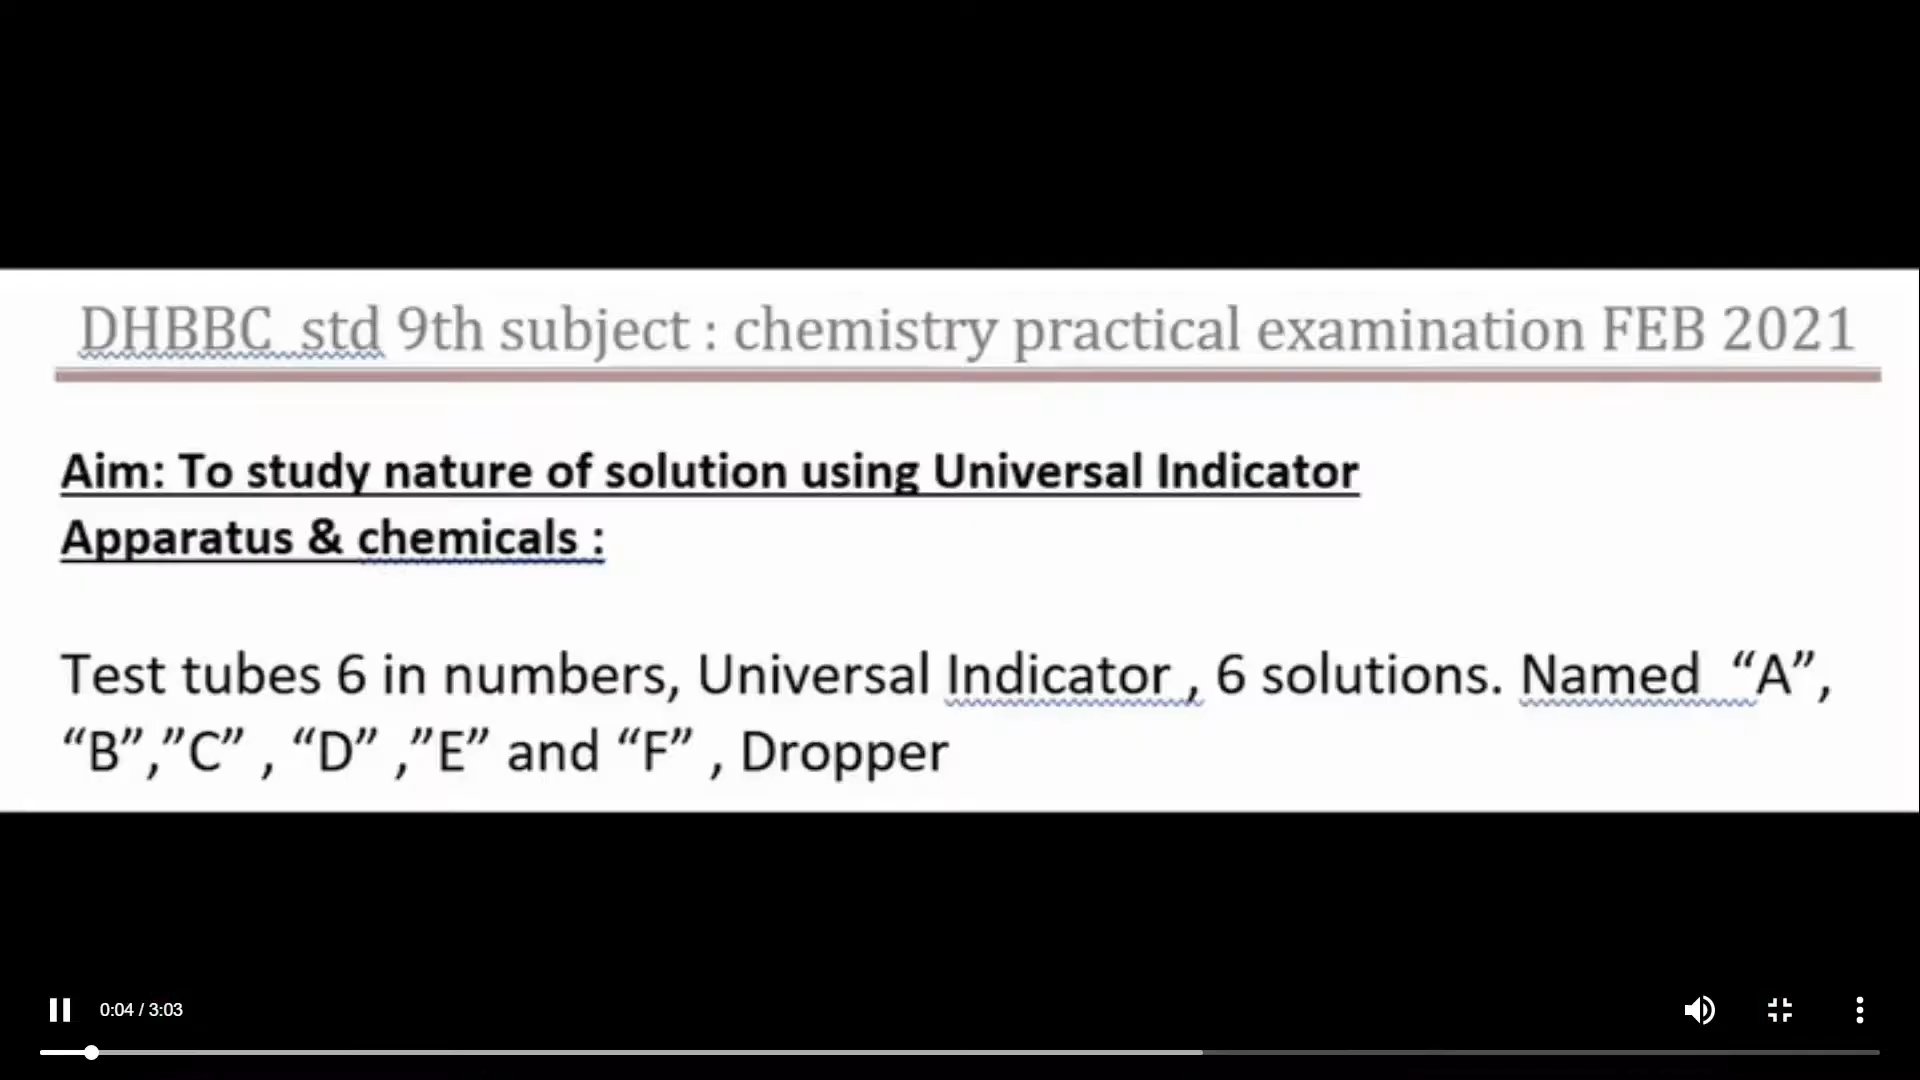 DHBBC std 9th subject : chemistry practical examination FEB 2021
Aim: To study nature of solution using Universal Indicator
Apparatus & chemicals :
Test tubes 6 in numbers, Universal Indicator , 6 solutions. Named “A”,
“B”,”C” , “D” ,”E” and “F” , Dropper
0:04 / 3:03